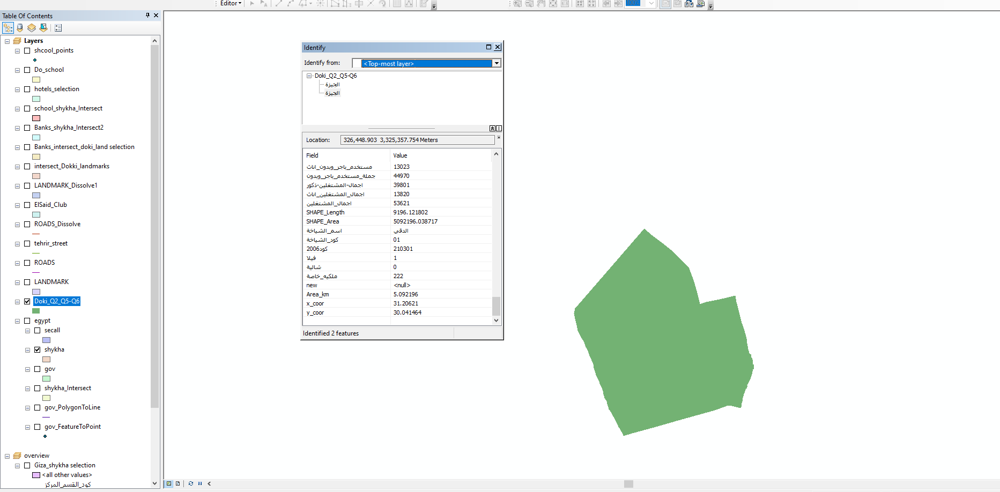 Editor
100%
Table Of Contents
Layers
shcool_points
Do_school
hotels_selection
school_shykha_Intersect
Banks_shykha_Intersect2
Banks_intersect_doki_land selection
intersect_Dokki_landmarks
LANDMARK_Dissolve1
ElSaid_Club
ROADS_Dissolve
tehrir_street
ROADS
LANDMARK
Doki_Q2_Q5-Q6
egypt
secall
shykha
gov
shykha_Intersect
gov_PolygonToLine
gov_FeatureToPoint
overview
Giza_shykha selection
<all other values>
كود_القسم_المركز
Identify
Identify from: <Top-most layer>
Doki_Q2_Q5-Q6
الجيزة
الجيزة
Location: 326,448.903 3,325,357.754 Meters
Field Value
مستخدم_باجر_وبدون_اناث 13023
جملة_مستخدم_باجر_وبدون 44970
اجمال-المشتغلين-ذكور 39801
اجمال_المشتغلين_اناث 13820
اجمال_المشتغلين 53621
SHAPE_Length 9196.121802
SHAPE_Area 5092196.038717
اسم_الشياخة الدقي
كود_الشياخة 01
كود2006 210301
فيلا 1
شالية 0
ملكيه_خاصة 222
new <null>
Area_km 5.092196
x_coor 31.20621
y_coor 30.041464
Identified 2 features